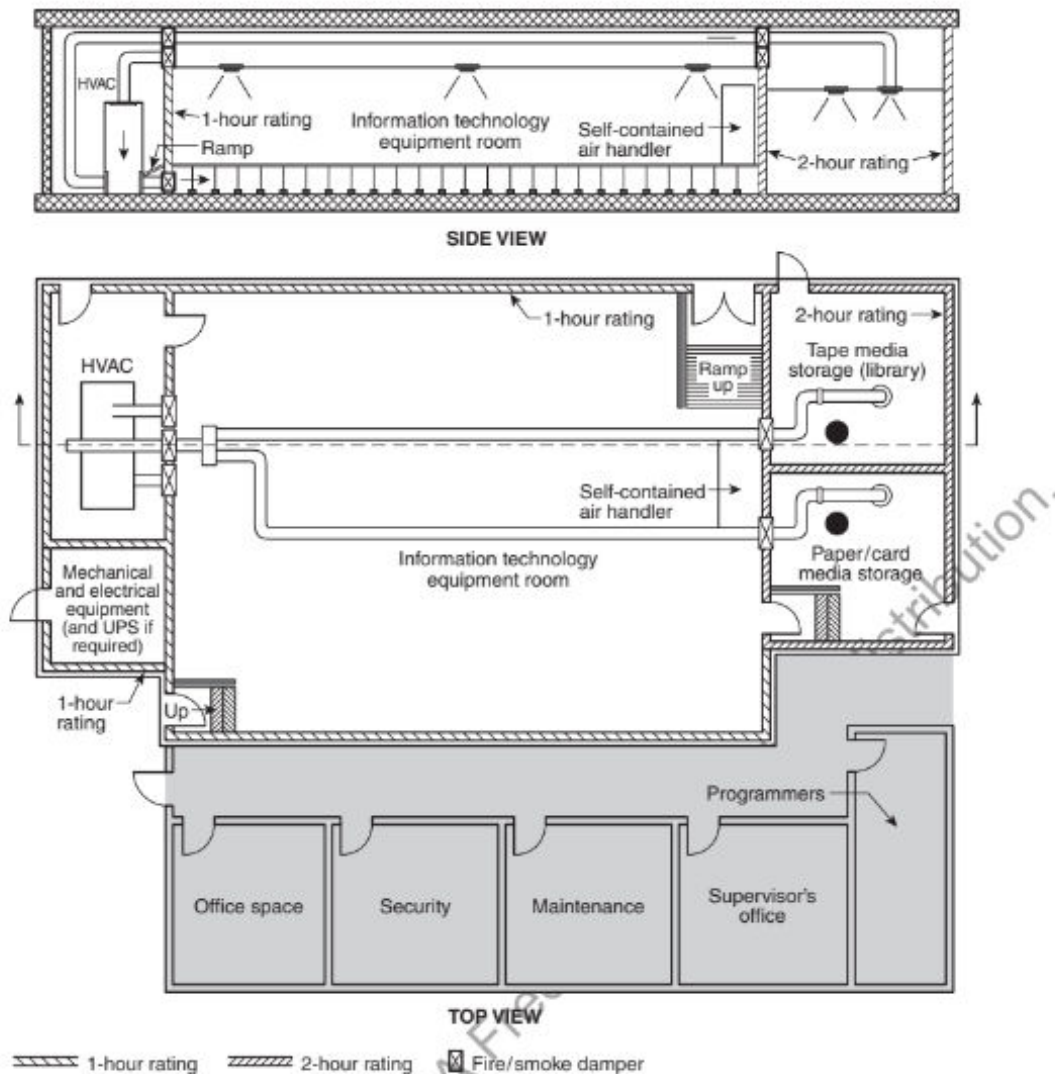 HVAC
1-hour rating
Ramp
Information technology
equipment room
Self-contained
air handler
2-hour rating
SIDE VIEW
1-hour rating
2-hour rating
HVAC
Tape media
storage (library)
Ramp
up
Self-contained
air handler
Information technology
equipment room
Paper/card
media storage
Mechanical
and electrical
equipment
(and UPS if
required)
1-hour
rating
Up
Programmers
Office space
Security
Maintenance
Supervisor's
office
TOP VIEW
1-hour rating
2-hour rating
Fire/smoke damper